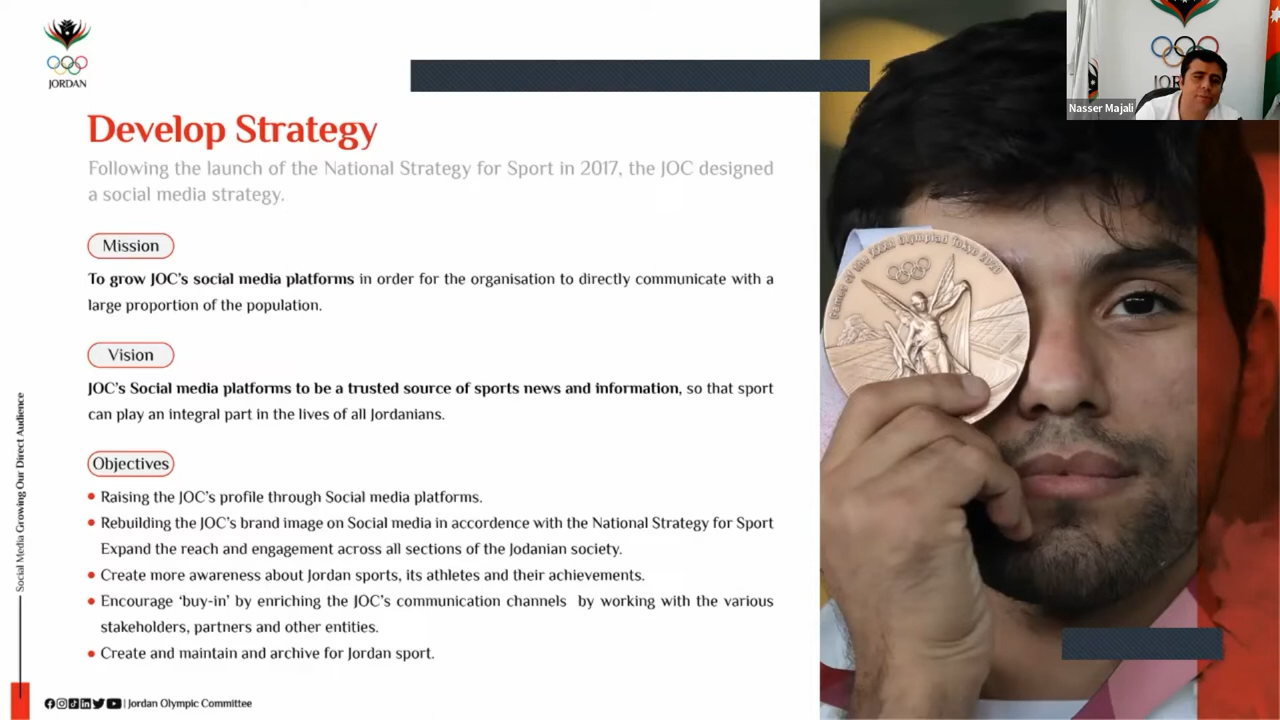 JORDAN
Develop Strategy
Following the launch of the National Strategy for Sport in 2017, the JOC designed
a social media strategy.
Mission
To grow JOC's social media platforms in order for the organisation to directly communicate with a
large proportion of the population.
Vision
JOC's Social media platforms to be a trusted source of sports news and information, so that sport
can play an integral part in the lives of all Jordanians.
Objectives
Raising the JOC's profile through Social media platforms.
Rebuilding the JOC's brand image on Social media in accordance with the National Strategy for Sport
Expand the reach and engagement across all sections of the Jodanian society.
Create more awareness about Jordan sports, its athletes and their achievements.
Encourage ‘buy-in’ by enriching the JOC's communication channels by working with the various
stakeholders, partners and other entities.
Create and maintain and archive for Jordan sport.
Social Media Growing Our Direct Audience
| Jordan Olympic Committee
Olympiad Tokyo 2020
Nasser Majali